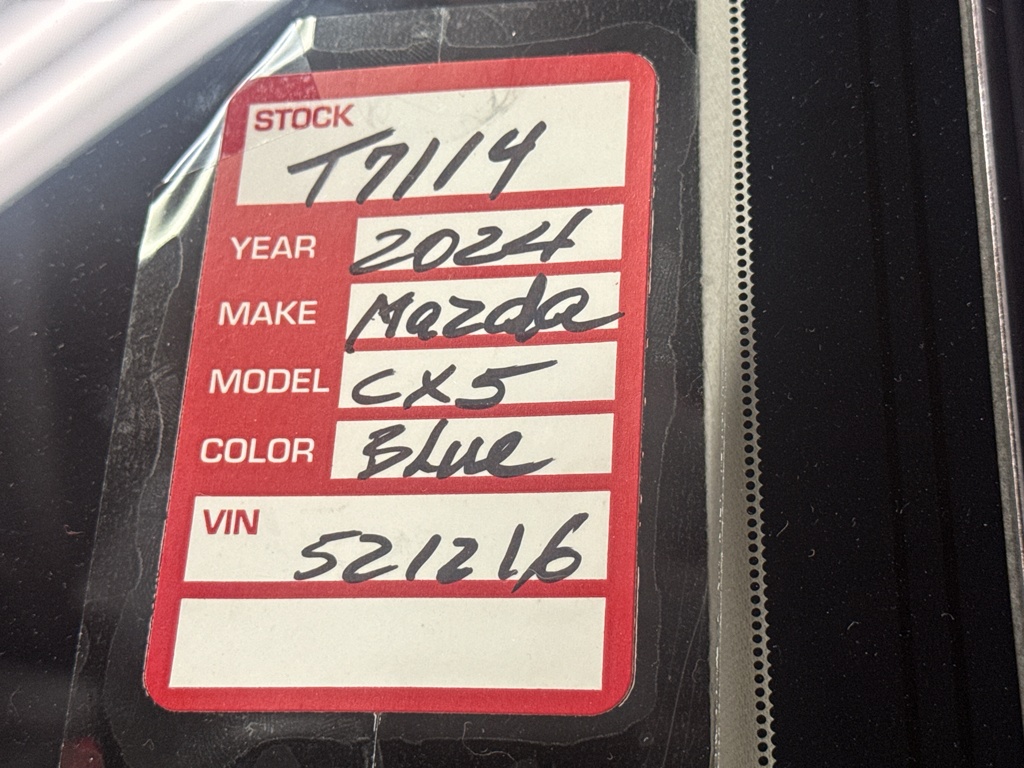 STOCK
T7114
YEAR 2024
MAKE Mazda
MODEL CX5
COLOR Blue
VIN
521216